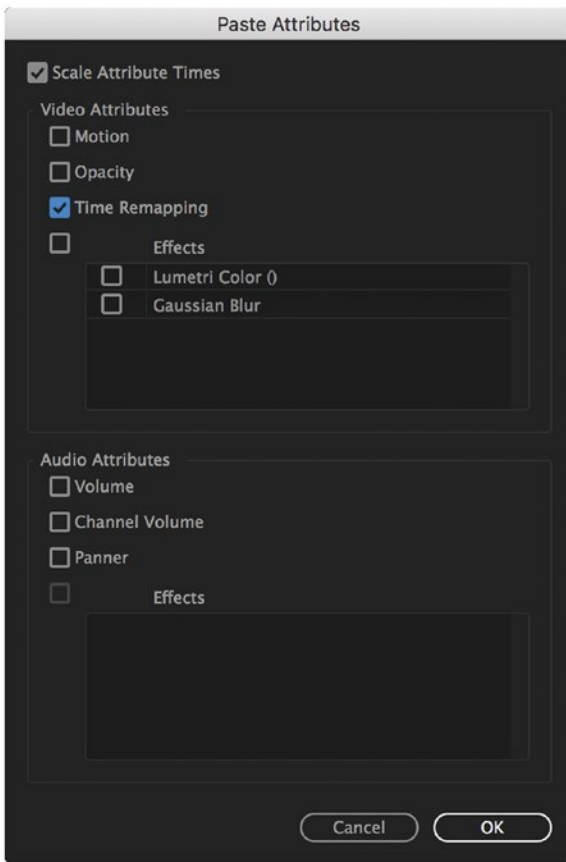 Paste Attributes
Scale Attribute Times
Video Attributes
Motion
Opacity
Time Remapping
Effects
Lumetri Color ()
Gaussian Blur
Audio Attributes
Volume
Channel Volume
Panner
Effects
Cancel OK